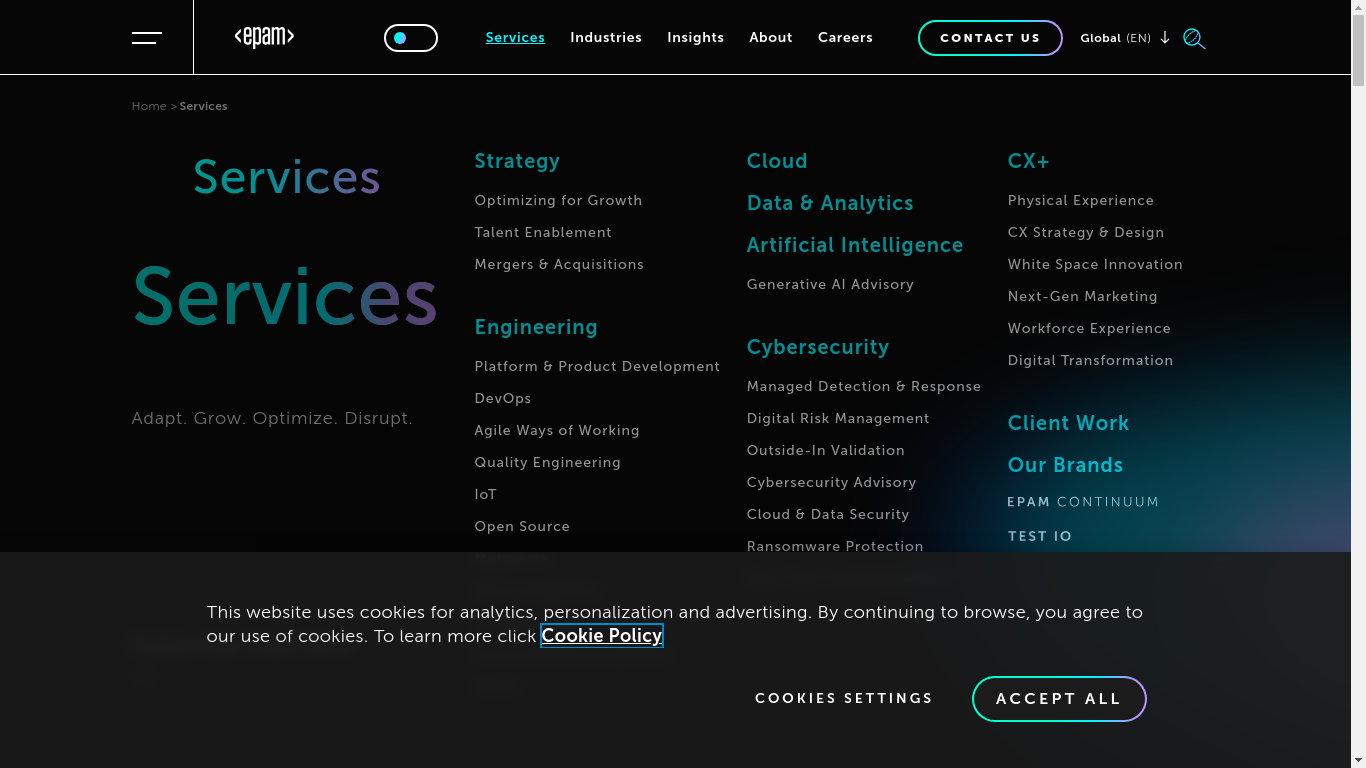 <epam>
Services
Industries
Insights
About
Careers
CONTACT US
Global (EN)
Home > Services
Services
Services
Adapt. Grow. Optimize. Disrupt.
Strategy
Optimizing for Growth
Talent Enablement
Mergers & Acquisitions
Engineering
Platform & Product Development
DevOps
Agile Ways of Working
Quality Engineering
IoT
Open Source
Cloud
Data & Analytics
Artificial Intelligence
Generative AI Advisory
Cybersecurity
Managed Detection & Response
Digital Risk Management
Outside-In Validation
Cybersecurity Advisory
Cloud & Data Security
Ransomware Protection
CX+
Physical Experience
CX Strategy & Design
White Space Innovation
Next-Gen Marketing
Workforce Experience
Digital Transformation
Client Work
Our Brands
EPAM CONTINUUM
TEST IO
This website uses cookies for analytics, personalization and advertising. By continuing to browse, you agree to
our use of cookies. To learn more click Cookie Policy
COOKIES SETTINGS
ACCEPT ALL